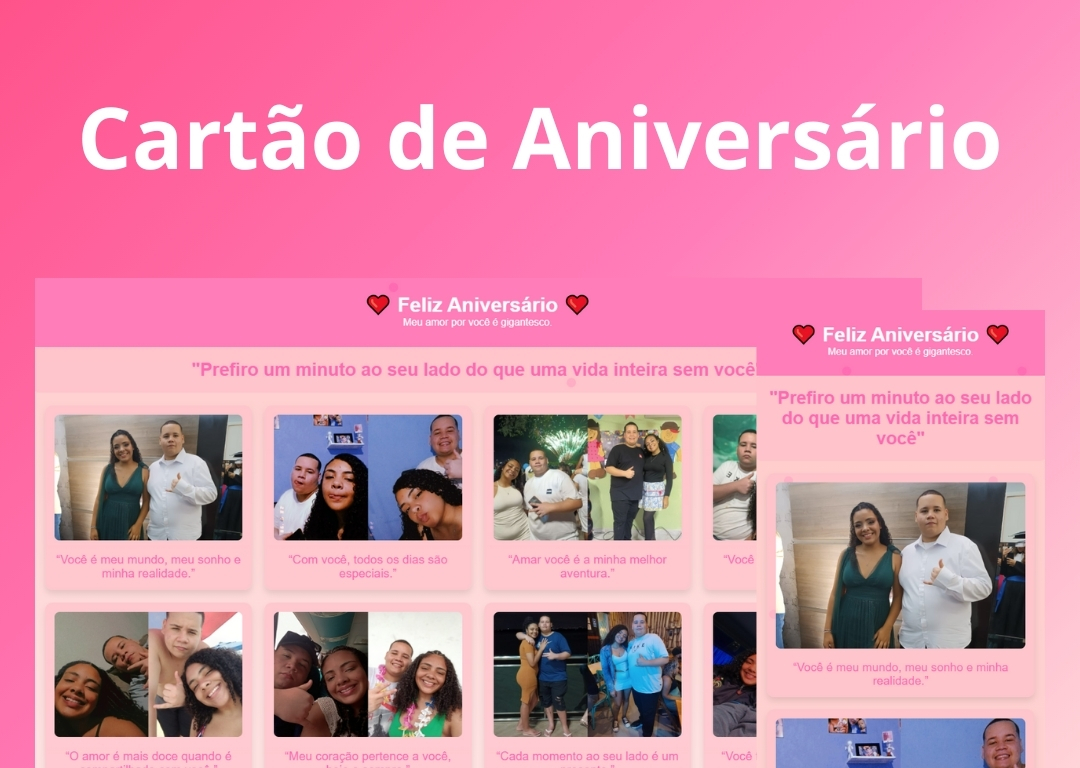 Cartão de Aniversário
Feliz Aniversário
Meu amor por você é gigantesco.
"Prefiro um minuto ao seu lado do que uma vida inteira sem você
“Você é meu mundo, meu sonho e
minha realidade.”
“Com você, todos os dias são
especiais.”
“Amar você é a minha melhor
aventura.”
“Você
“O amor é mais doce quando é
“Meu coração pertence a você,
“Cada momento ao seu lado é um
“Você
Feliz Aniversário
Meu amor por você é gigantesco.
"Prefiro um minuto ao seu lado
do que uma vida inteira sem
você"
“Você é meu mundo, meu sonho e minha
realidade.”